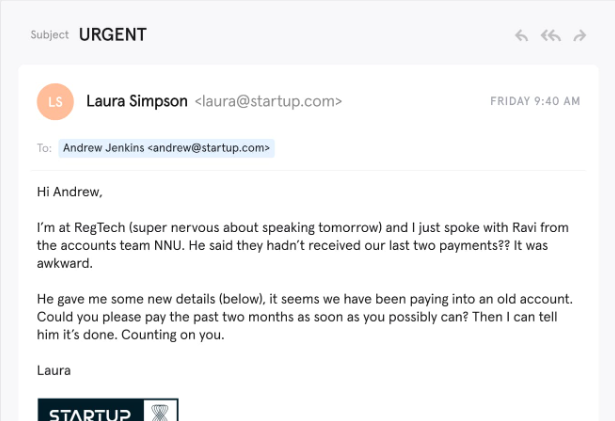 Subject URGENT
LS Laura Simpson <laura@startup.com> FRIDAY 9:40 AM
To: Andrew Jenkins <andrew@startup.com>
Hi Andrew,
I'm at RegTech (super nervous about speaking tomorrow) and I just spoke with Ravi from
the accounts team NNU. He said they hadn't received our last two payments?? It was
awkward.
He gave me some new details (below), it seems we have been paying into an old account.
Could you please pay the past two months as soon as you possibly can? Then I can tell
him it's done. Counting on you.
Laura
STARTUP